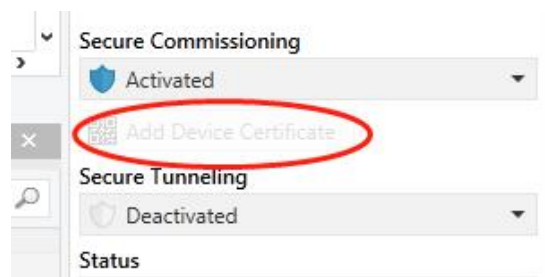 Secure Commissioning
Activated
Add Device Certificate
Secure Tunneling
Deactivated
Status